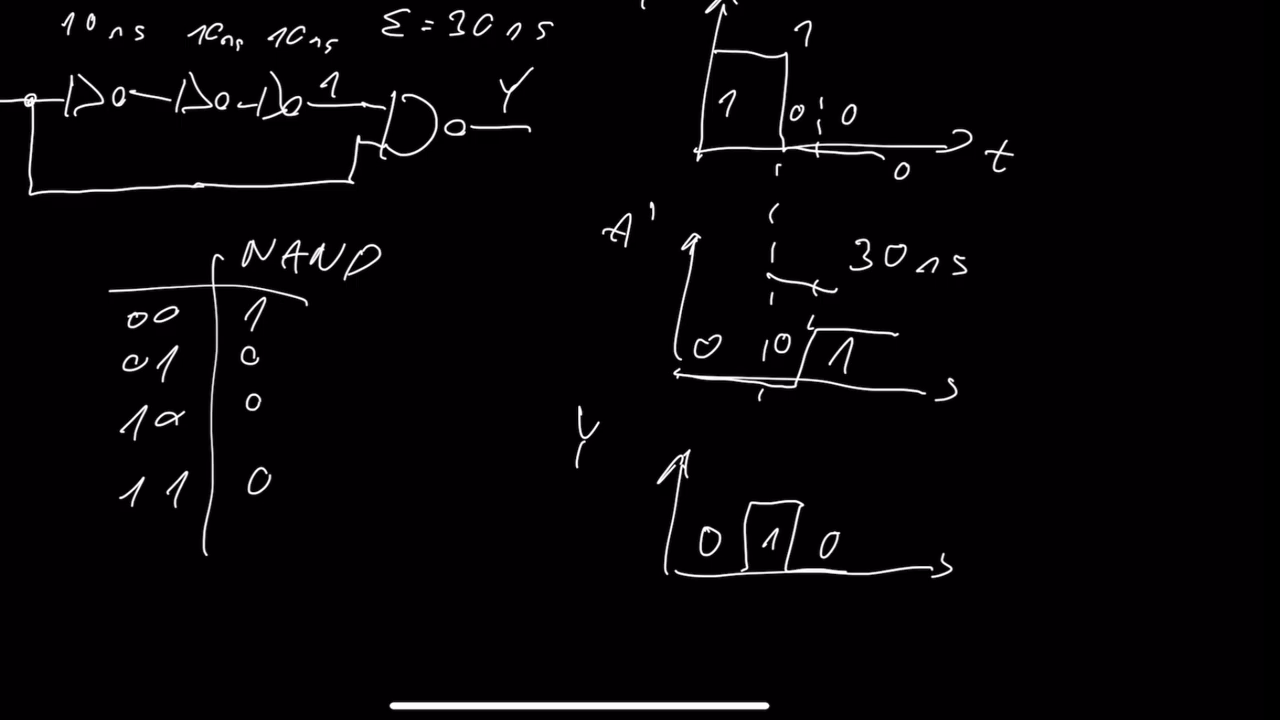 10ns 10ns 10ns Σ = 30ns
1
Y
1
1 0 0
0
t
NAND
00 1
01 0
10 0
11 0
A'
30ns
0 0 1
Y
0 1 0